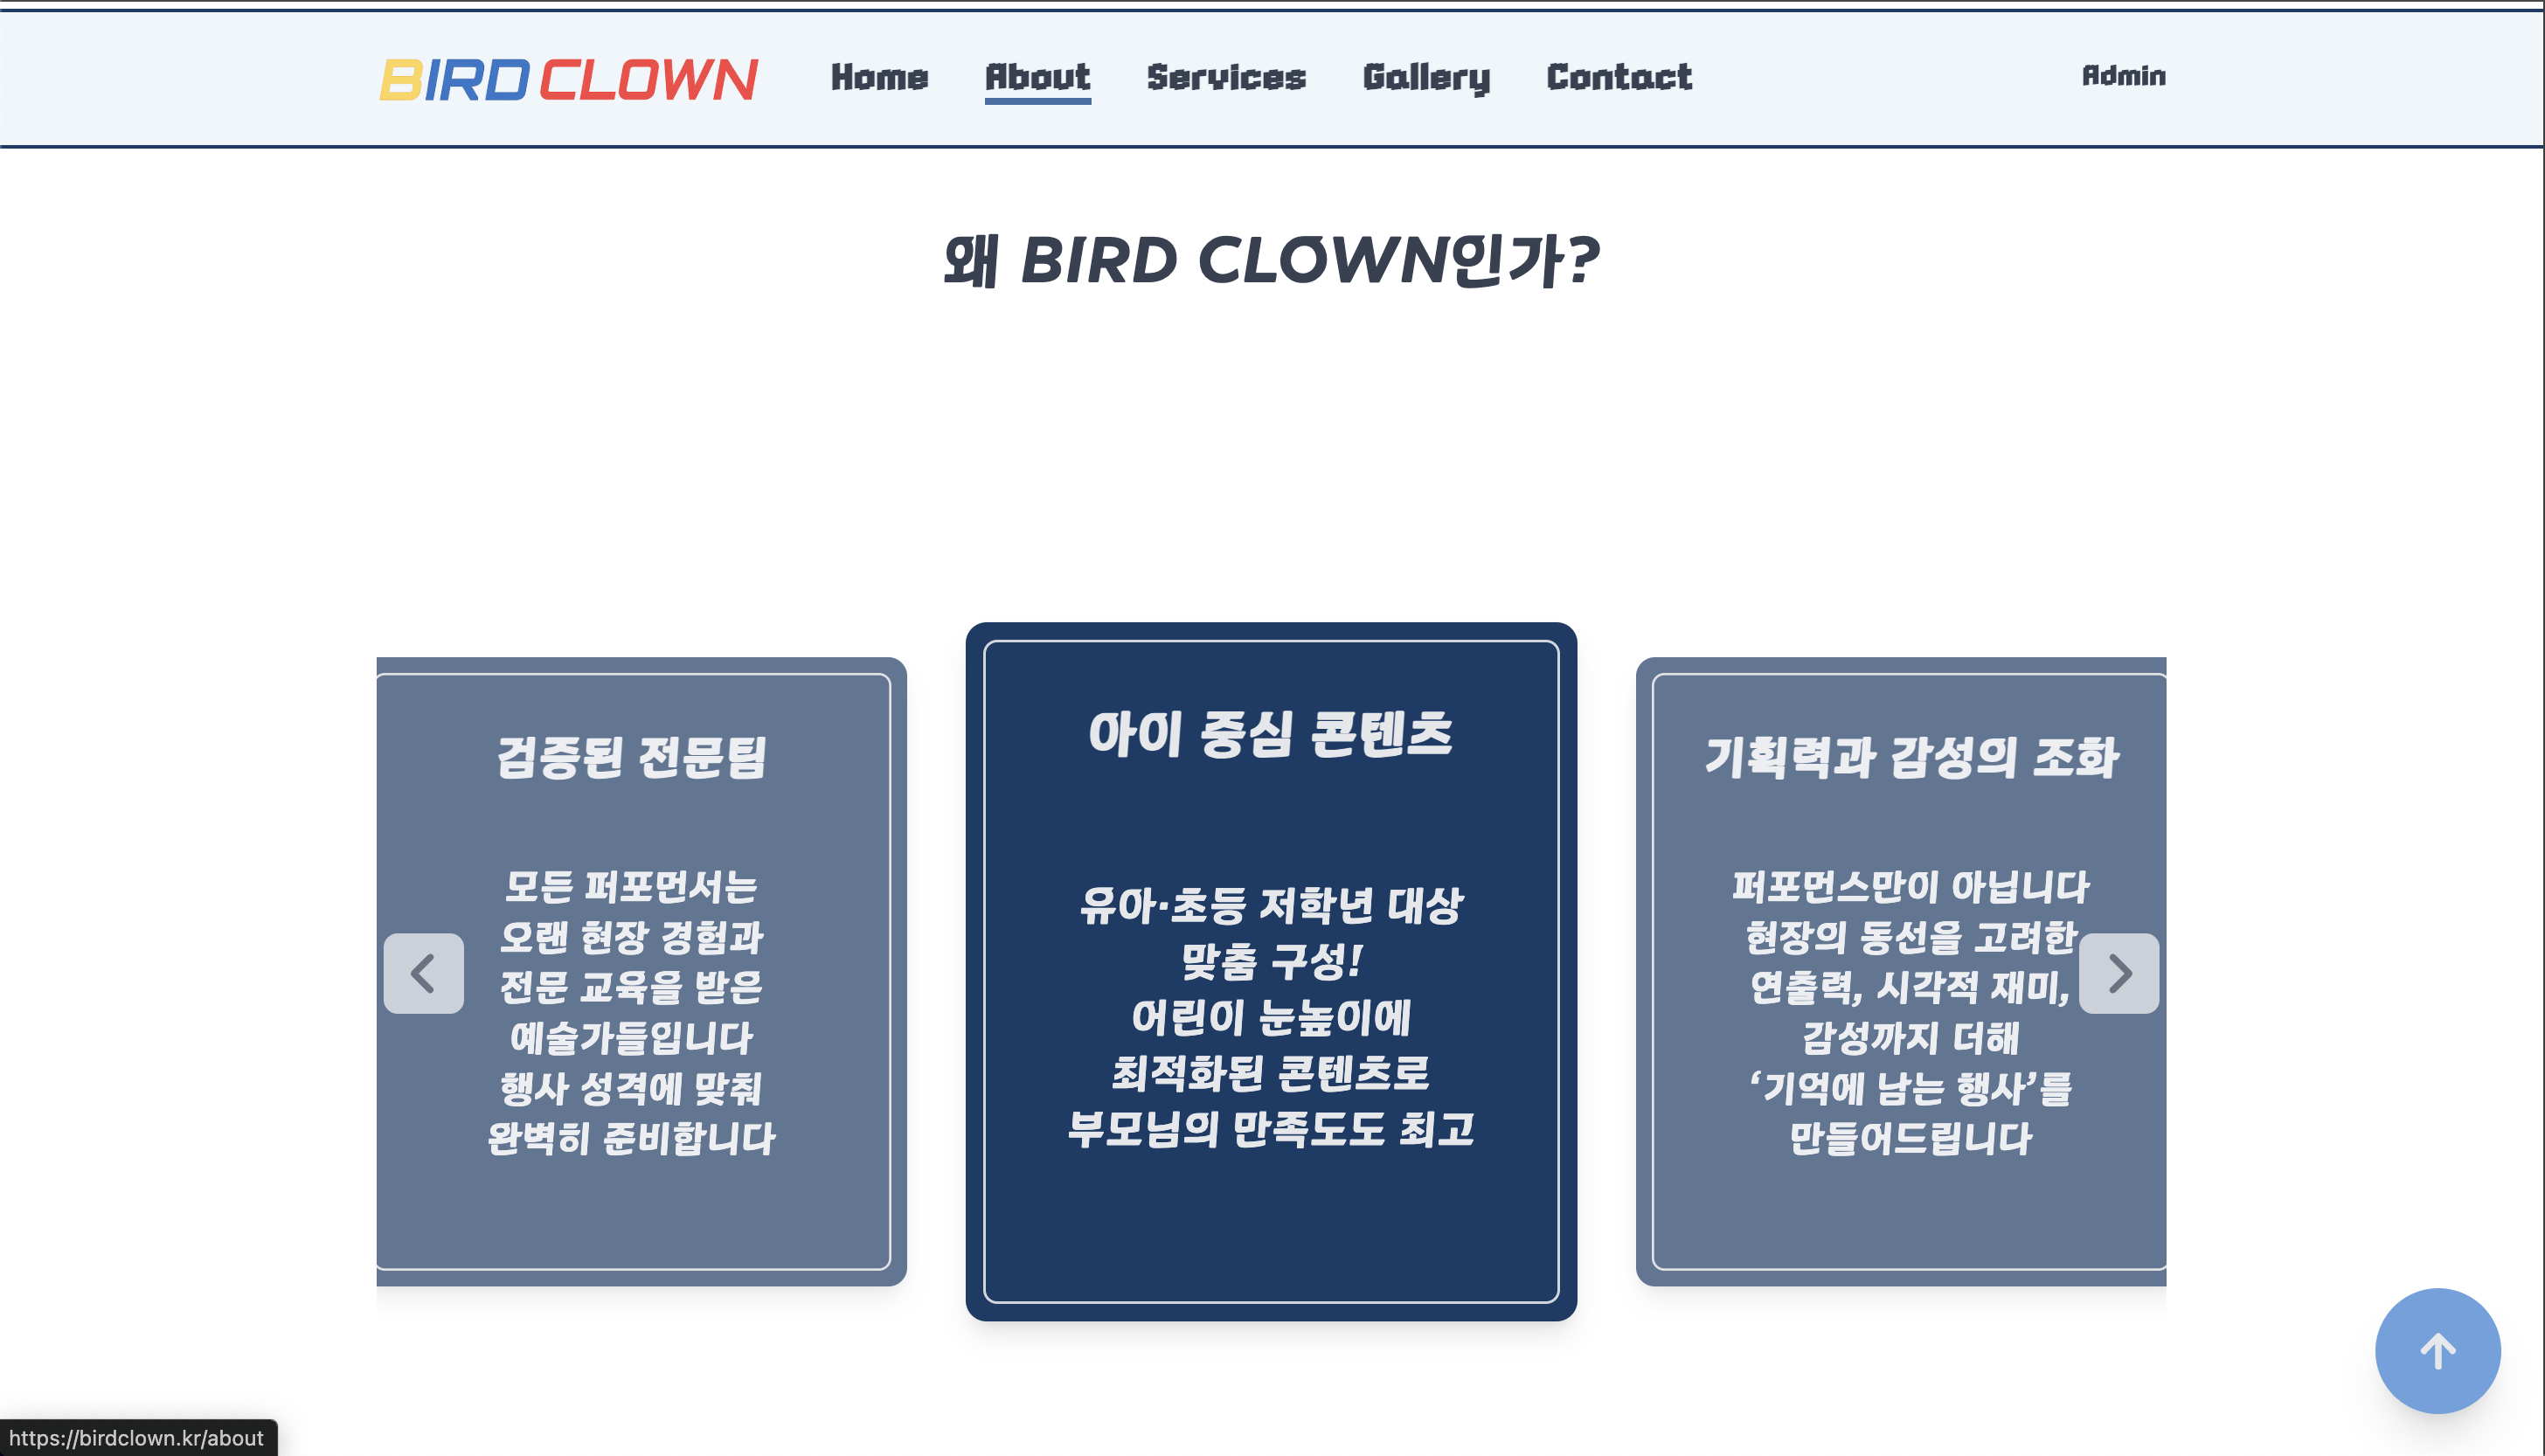 BIRD CLOWN
Home
About
Services
Gallery
Contact
Admin
왜 BIRD CLOWN인가?
검증된 전문팀
모든 퍼포먼서는
오랜 현장 경험과
전문 교육을 받은
예술가들입니다
행사 성격에 맞춰
완벽히 준비합니다
아이 중심 콘텐츠
유아·초등 저학년 대상
맞춤 구성!
어린이 눈높이에
최적화된 콘텐츠로
부모님의 만족도도 최고
기획력과 감성의 조화
퍼포먼스만이 아닙니다
현장의 동선을 고려한
연출력, 시각적 재미,
감성까지 더해
‘기억에 남는 행사’를
만들어드립니다
https://birdclown.kr/about